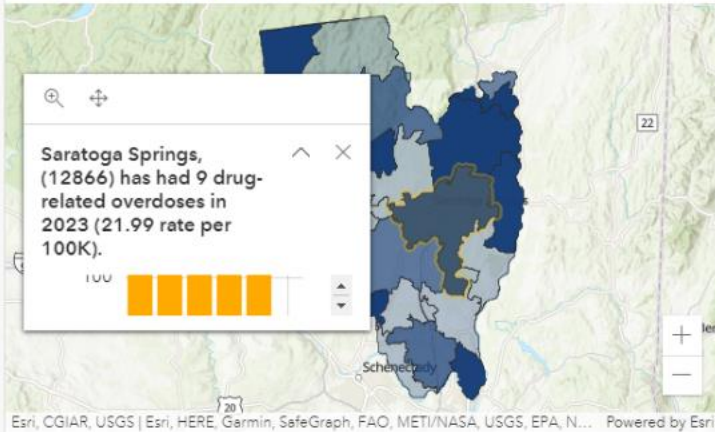 22
Saratoga Springs,
(12866) has had 9 drug-
related overdoses in
2023 (21.99 rate per
100K).
100
Schenectady
20
Esri, CGIAR, USGS | Esri, HERE, Garmin, SafeGraph, FAO, METI/NASA, USGS, EPA, N... Powered by Esri